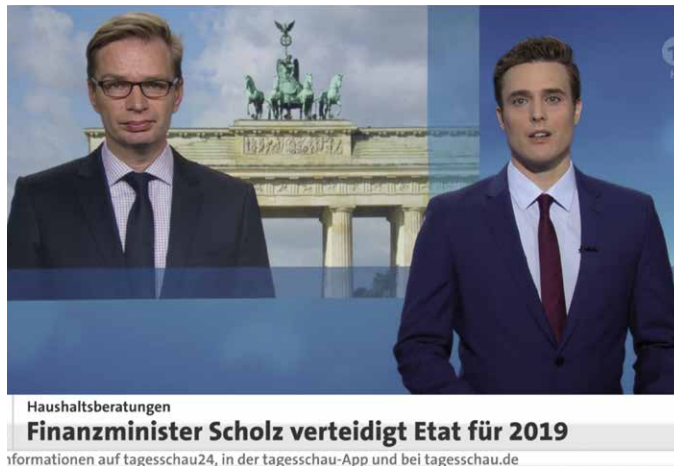 Haushaltsberatungen
Finanzminister Scholz verteidigt Etat für 2019
nformationen auf tagesschau24, in der tagesschau-App und bei tagesschau.de